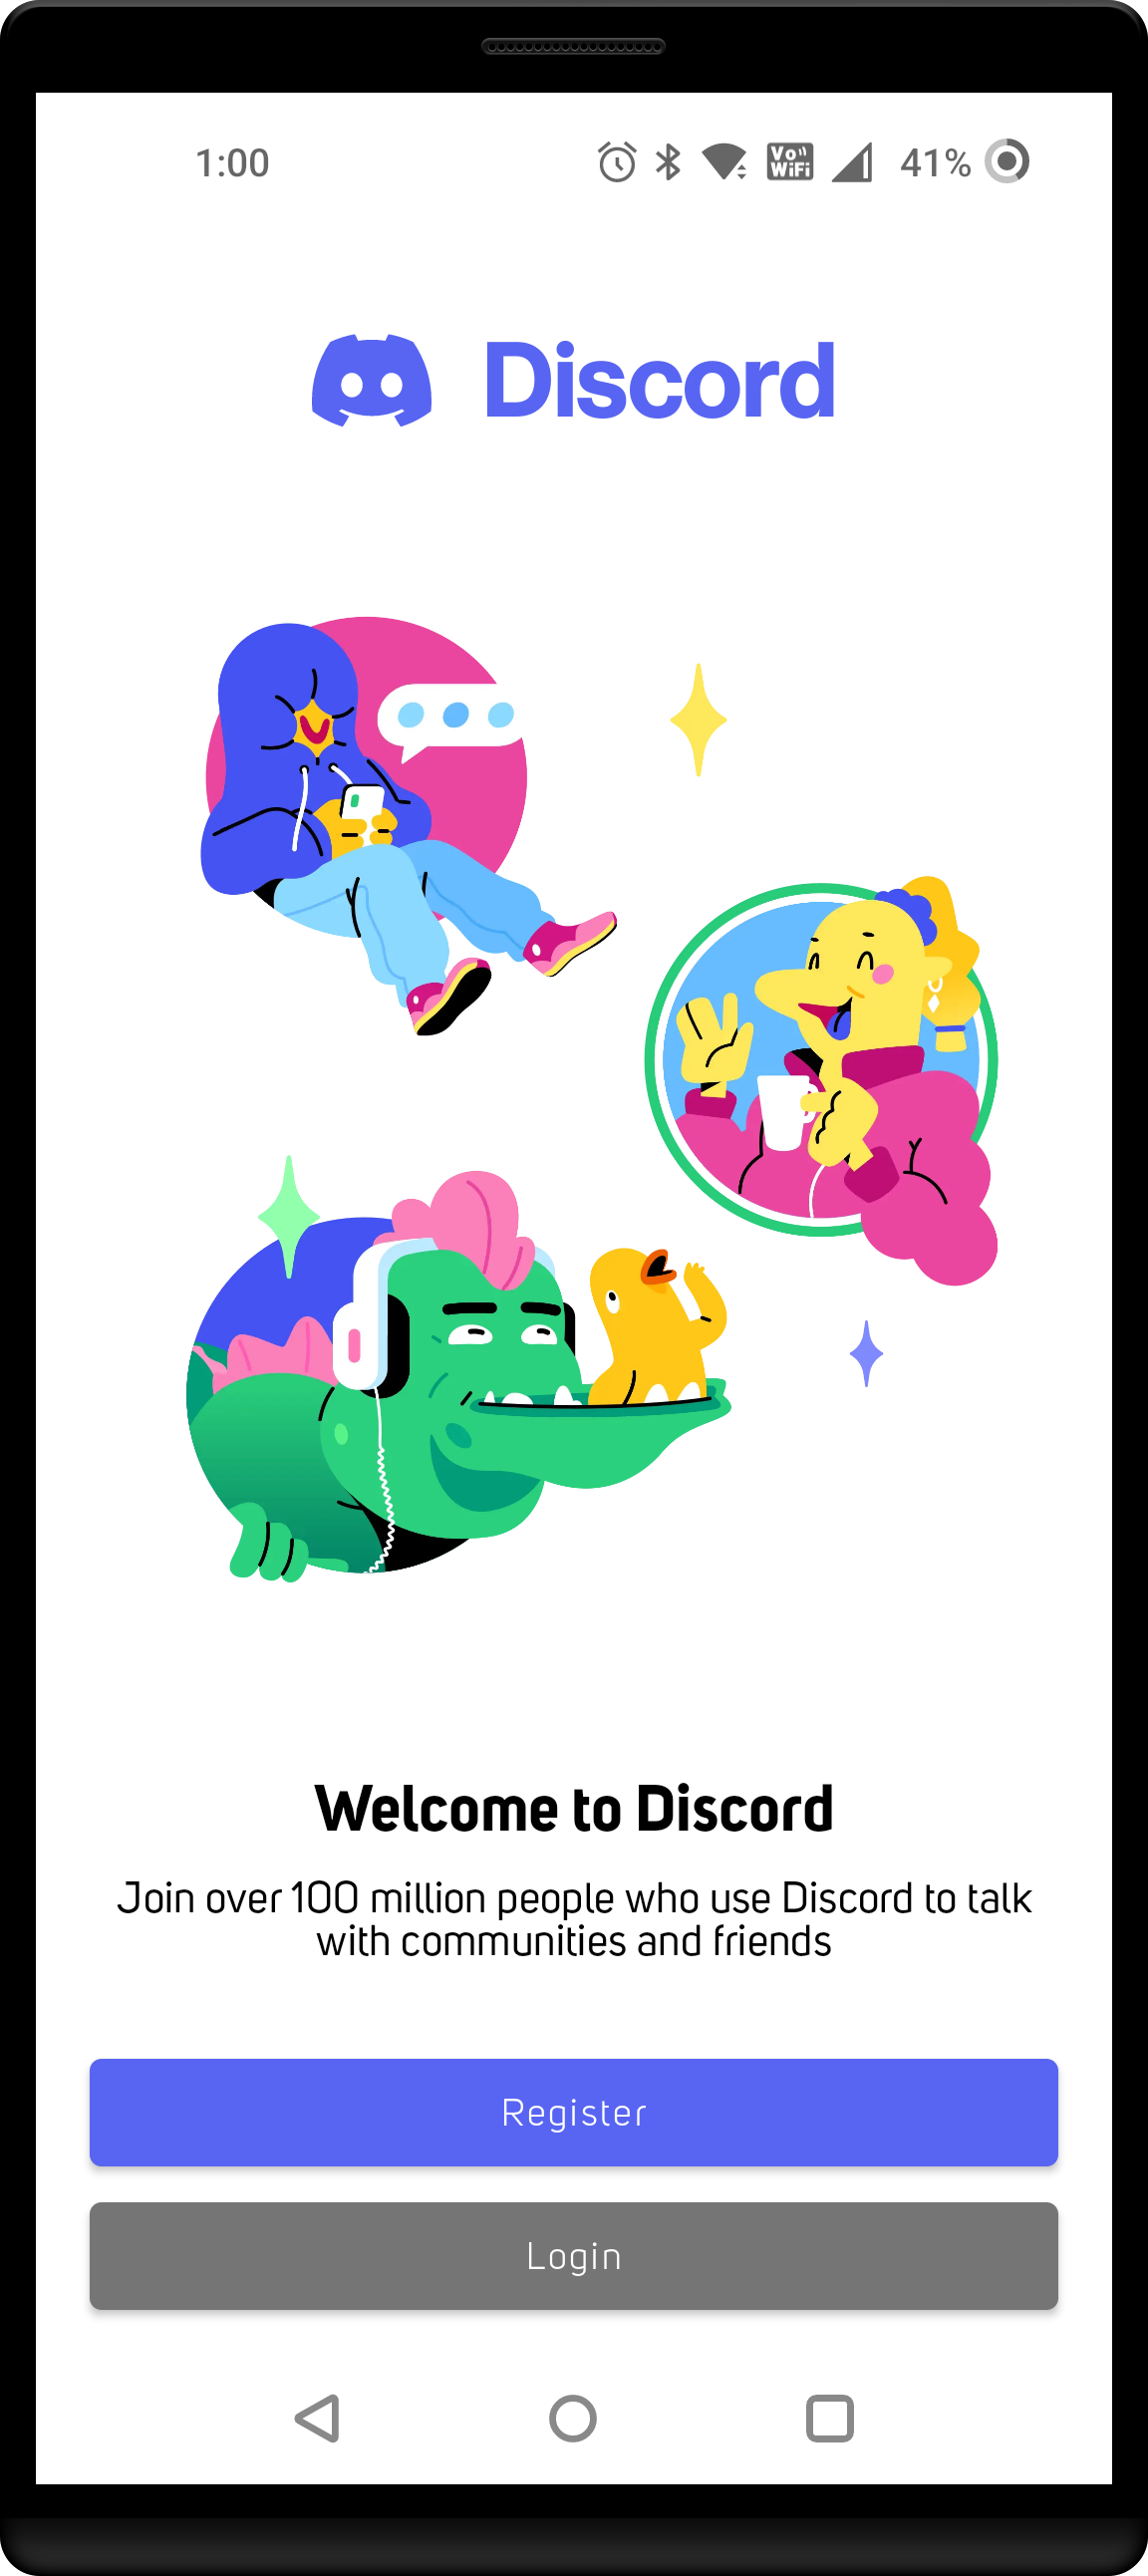 1:00 Vo WiFi 41%
Discord
Welcome to Discord
Join over 100 million people who use Discord to talk
with communities and friends
Register
Login